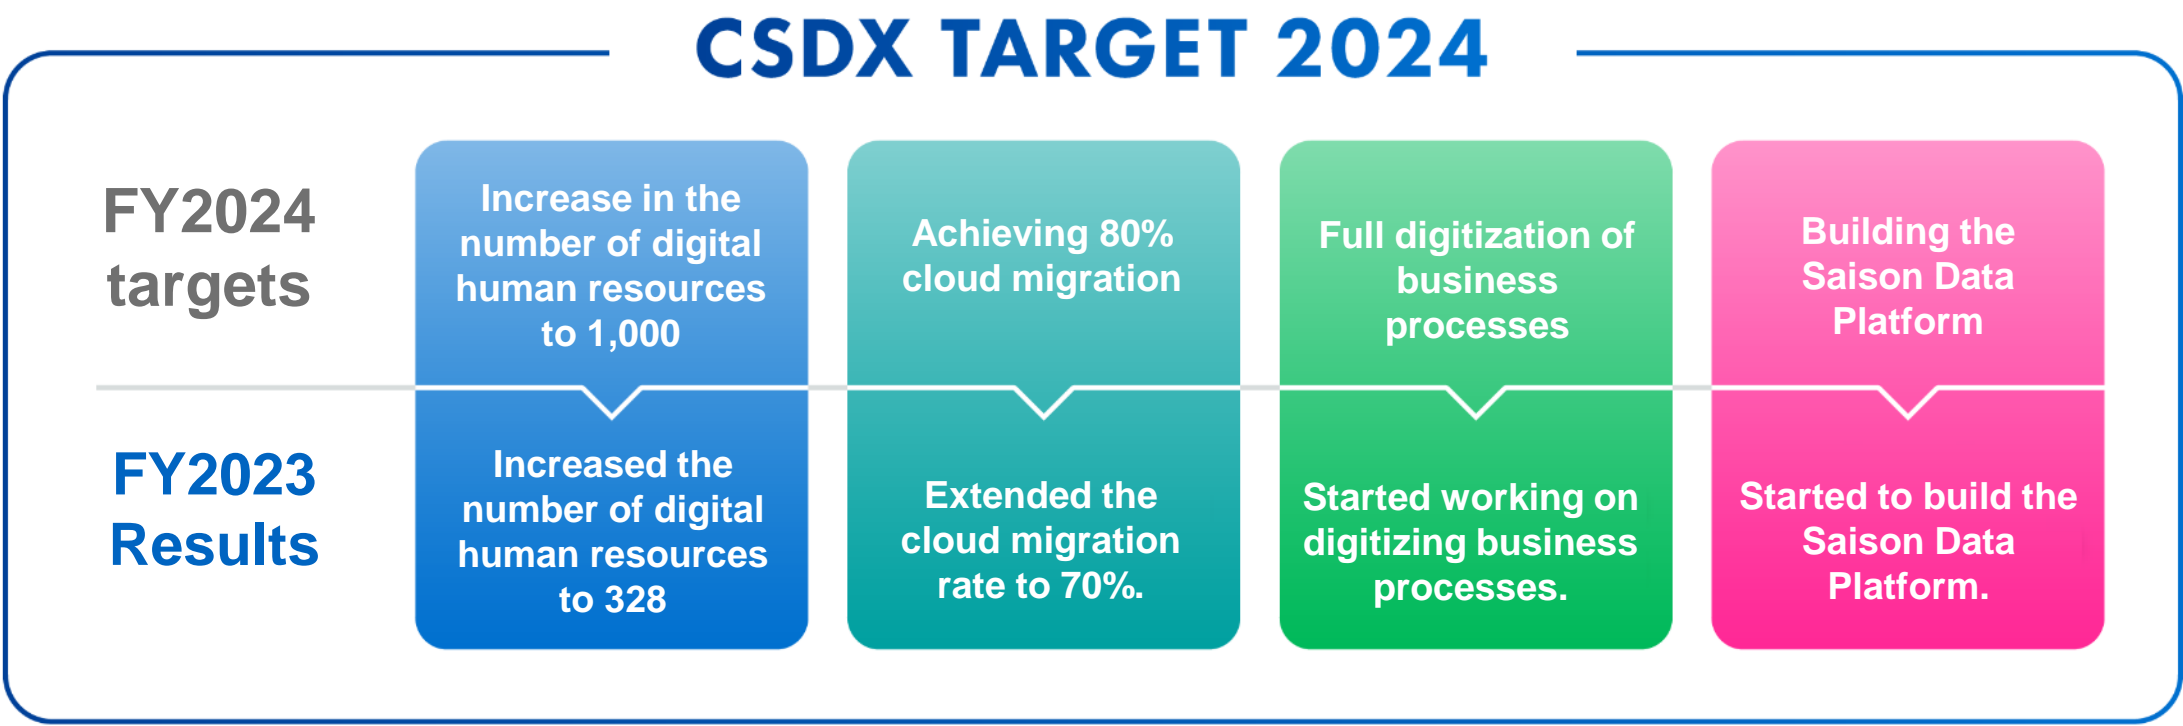 CSDX TARGET 2024
FY2024
targets
Increase in the
number of digital
human resources
to 1,000
Achieving 80%
cloud migration
Full digitization of
business
processes
Building the
Saison Data
Platform
FY2023
Results
Increased the
number of digital
human resources
to 328
Extended the
cloud migration
rate to 70%.
Started working on
digitizing business
processes.
Started to build the
Saison Data
Platform.